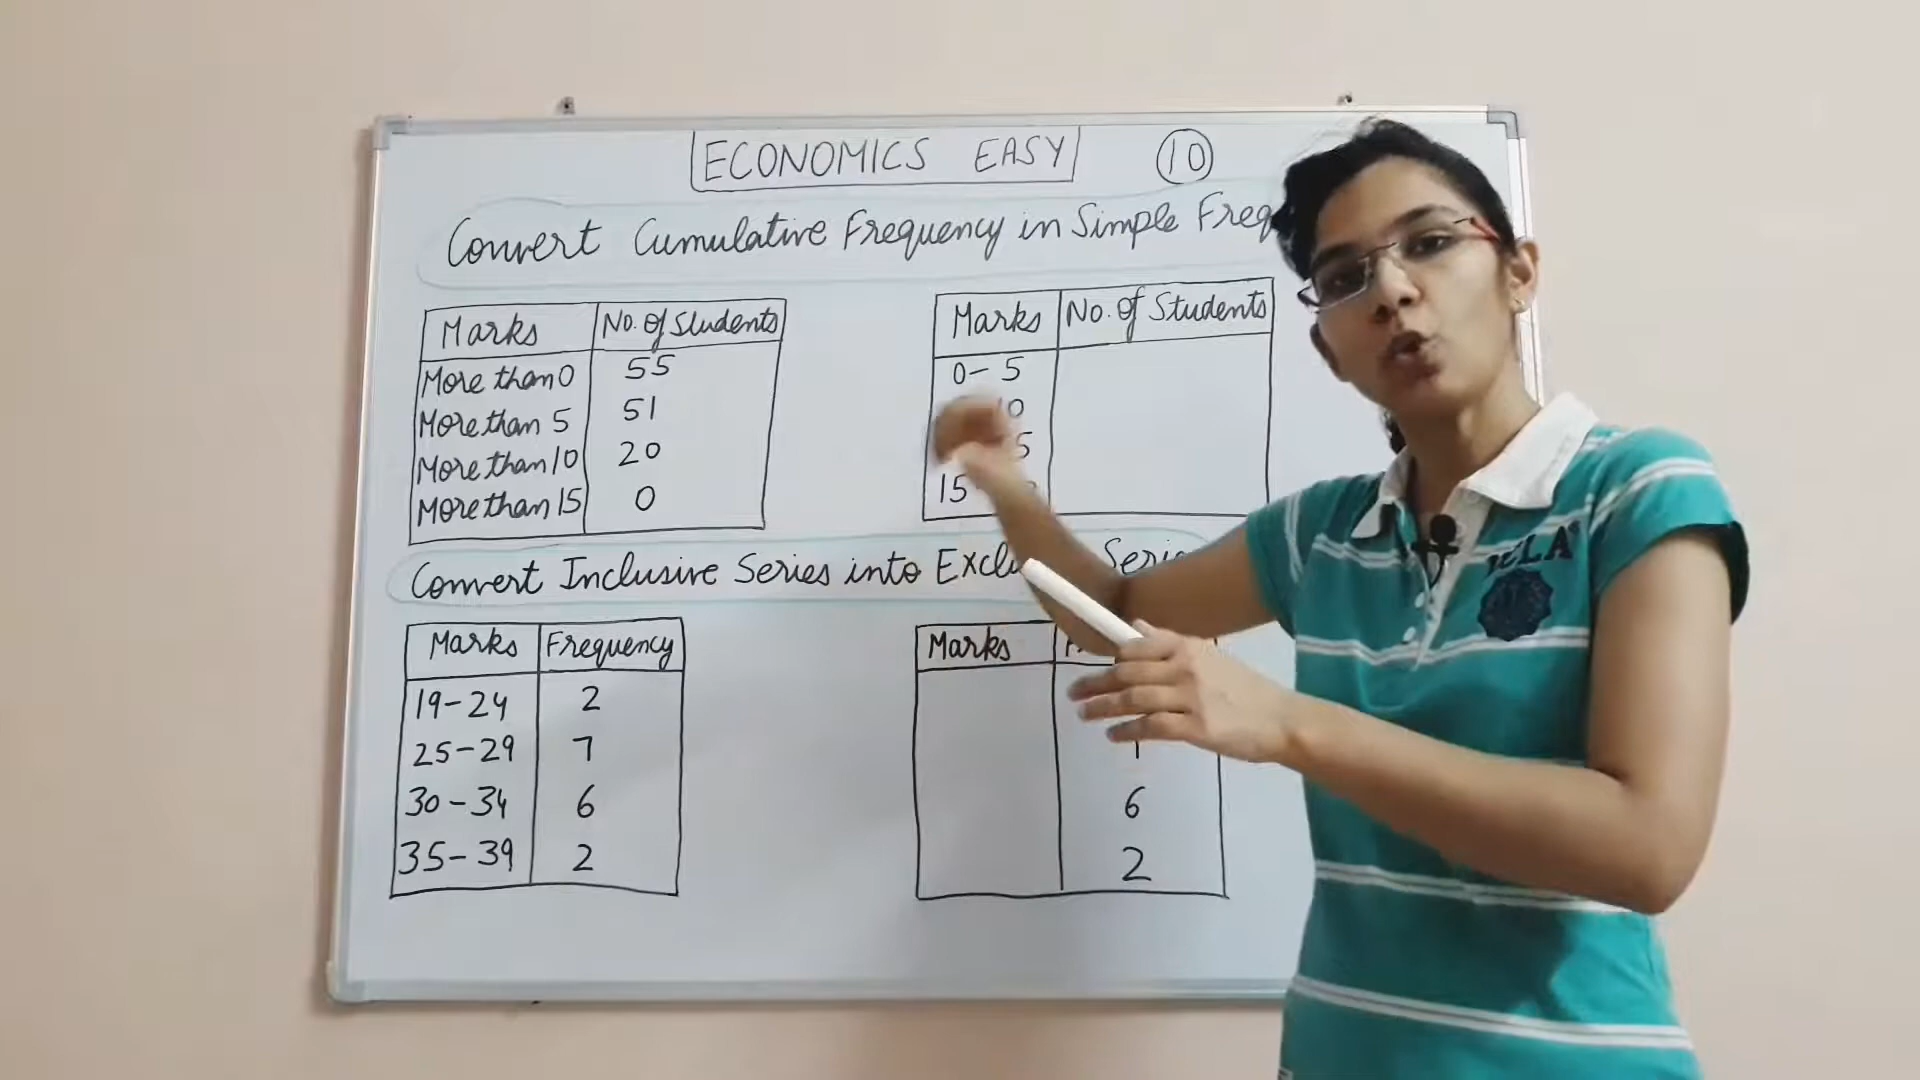 ECONOMICS EASY 10
Convert Cumulative Frequency in Simple Freq
Marks No. of Students
More than 0 55
More than 5 51
More than 10 20
More than 15 0
Marks No. of Students
0-5
15
Convert Inclusive Series into Exclu Serie
Marks Frequency
19-24 2
25-29 7
30-34 6
35-39 2
Marks
6
2